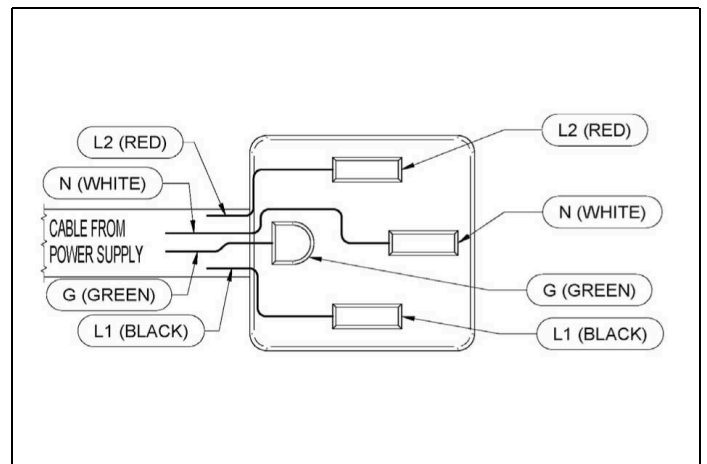 L2 (RED)
N (WHITE)
CABLE FROM
POWER SUPPLY
G (GREEN)
L1 (BLACK)
L2 (RED)
N (WHITE)
G (GREEN)
L1 (BLACK)